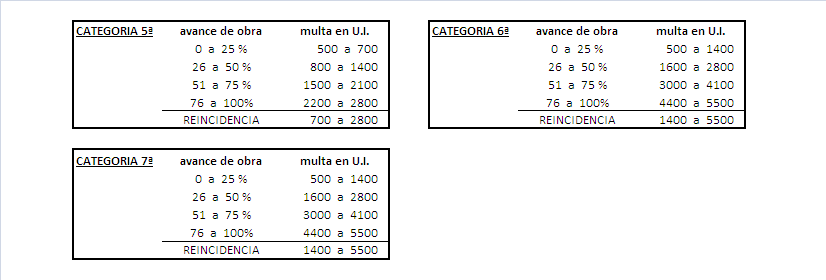 CATEGORIA 5ª avance de obra multa en U.I.
0 a 25 % 500 a 700
26 a 50 % 800 a 1400
51 a 75 % 1500 a 2100
76 a 100% 2200 a 2800
REINCIDENCIA 700 a 2800
CATEGORIA 6ª avance de obra multa en U.I.
0 a 25 % 500 a 1400
26 a 50 % 1600 a 2800
51 a 75 % 3000 a 4100
76 a 100% 4400 a 5500
REINCIDENCIA 1400 a 5500
CATEGORIA 7ª avance de obra multa en U.I.
0 a 25 % 500 a 1400
26 a 50 % 1600 a 2800
51 a 75 % 3000 a 4100
76 a 100% 4400 a 5500
REINCIDENCIA 1400 a 5500